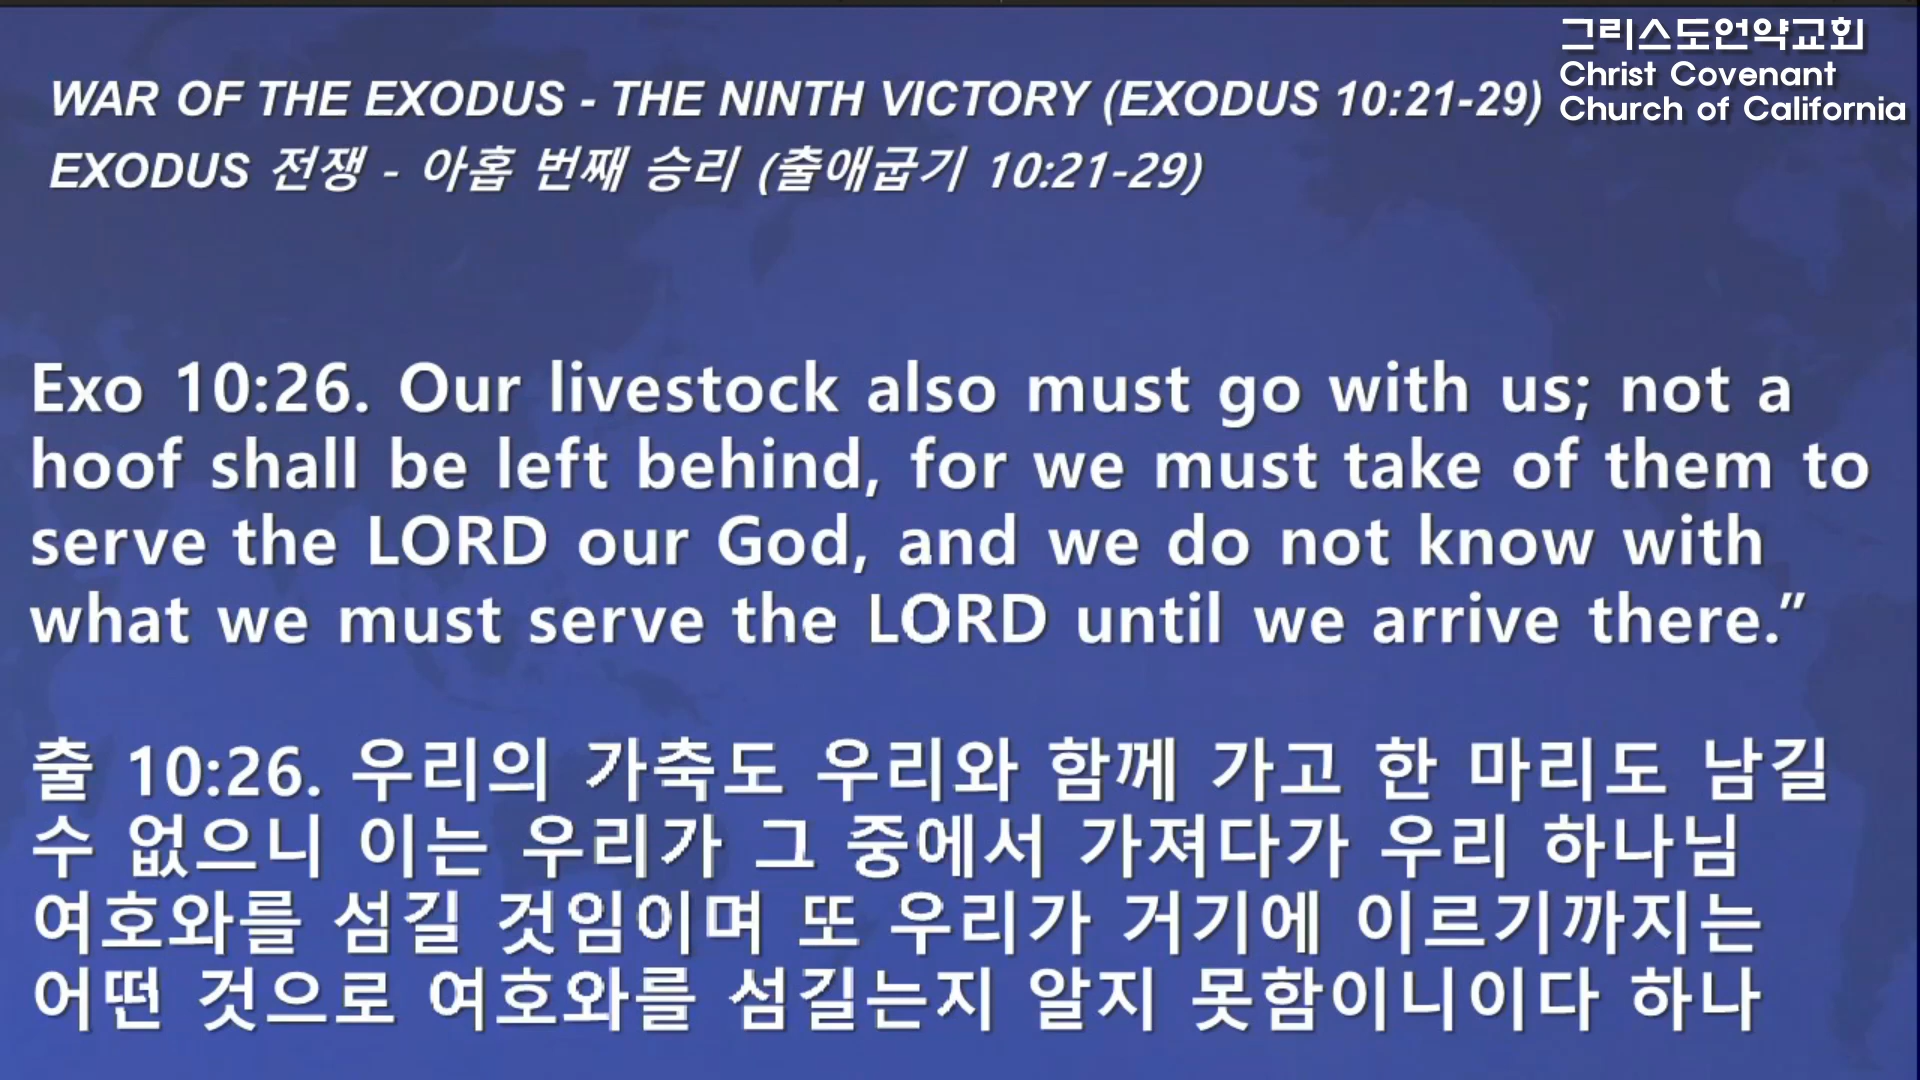 WAR OF THE EXODUS - THE NINTH VICTORY (EXODUS 10:21-29)
EXODUS 전쟁 - 아홉 번째 승리 (출애굽기 10:21-29)
그리스도언약교회
Christ Covenant
Church of California
Exo 10:26. Our livestock also must go with us; not a
hoof shall be left behind, for we must take of them to
serve the LORD our God, and we do not know with
what we must serve the LORD until we arrive there.”
출 10:26. 우리의 가축도 우리와 함께 가고 한 마리도 남길
수 없으니 이는 우리가 그 중에서 가져다가 우리 하나님
여호와를 섬길 것임이며 또 우리가 거기에 이르기까지는
어떤 것으로 여호와를 섬길는지 알지 못함이니이다 하나